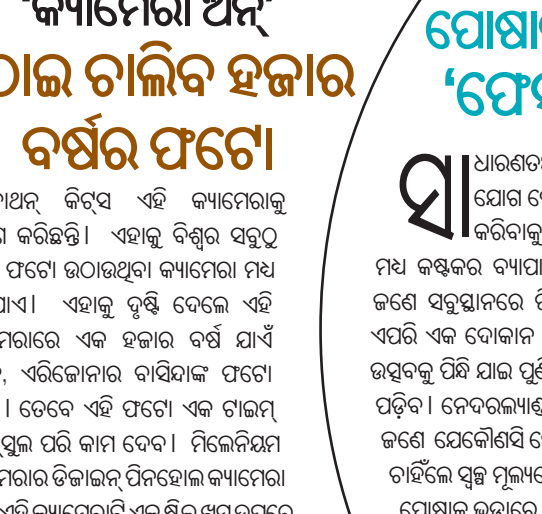 'କ୍ୟାମେରା ଅନ୍'
ଚାଲିବ ହଜାର
ବର୍ଷର ଫଟୋ
କିଟ୍ସ ଏହି କ୍ୟାମେରାକୁ
କରିଛନ୍ତି। ଏହାକୁ ବିଶ୍ୱର ସବୁଠୁ
ଫଟୋ ଉଠାଉଥିବା କ୍ୟାମେରା ମଧ୍ୟ
ଏହାକୁ ଦୃଷ୍ଟି ଦେଲେ ଏହି
ଏକ ହଜାର ବର୍ଷ ଯାଏଁ
ଏରିଜୋନାର ବାସିନ୍ଦାଙ୍କ ଫଟୋ
। ତେବେ ଏହି ଫଟୋ ଏକ ଟାଇମ୍
ପରି କାମ ଦେବ। ମିଲେନିୟମ
ଡିଜାଇନ୍ ପିନହୋଲ କ୍ୟାମେରା
ସାଧାରଣତଃ
ଯୋଗ
କରିବାକୁ
ମଧ୍ୟ କଷ୍ଟକର
ଜଣେ ସବୁସ୍ଥାନରେ
ଏପରି ଏକ ଦୋକାନ
ଉତ୍ସବକୁ ପିନ୍ଧି ଯାଇ
ପଡ଼ିବ। ନେଦରଲ୍ୟାଣ୍ଡ
ଜଣେ ଯେକୌଣସି
ଚାହିଁଲେ ସ୍ୱଳ୍ପ
ପୋଷାକ ଭଡ଼ାରେ